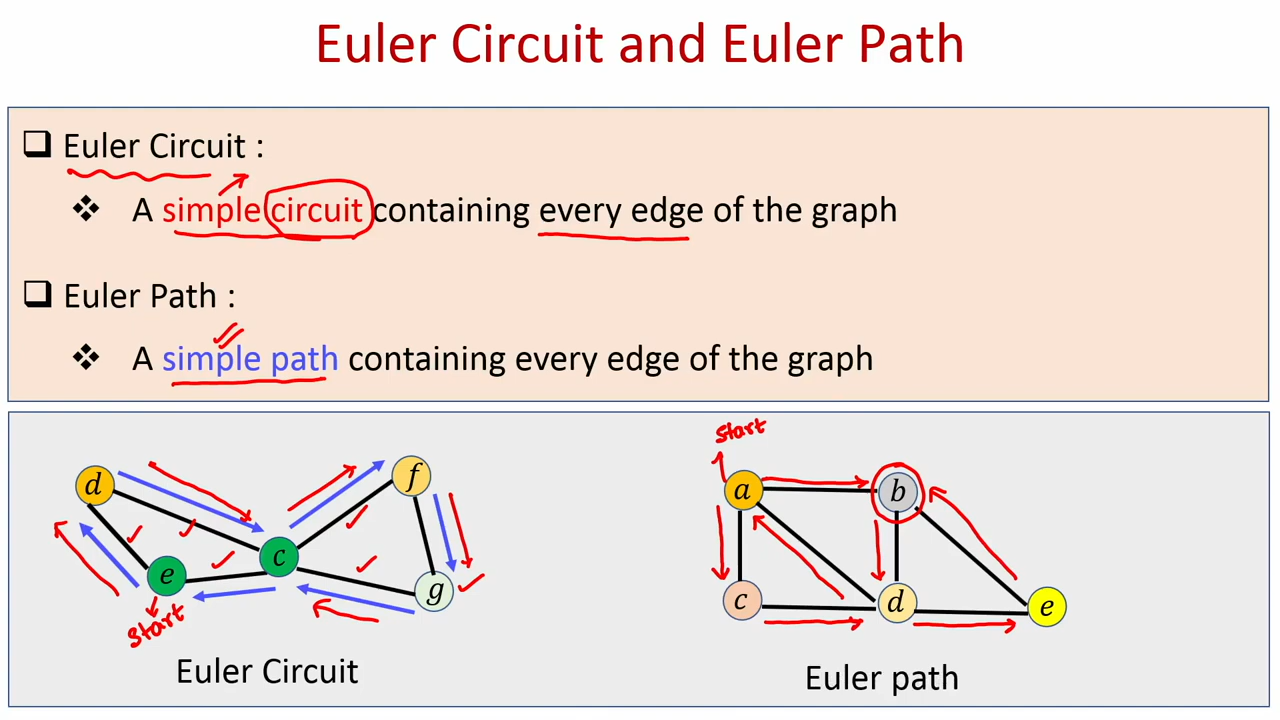 Euler Circuit and Euler Path
Euler Circuit :
A simple circuit containing every edge of the graph
Euler Path :
A simple path containing every edge of the graph
d
e
c
f
g
start
Euler Circuit
start
a
b
c
d
e
Euler path